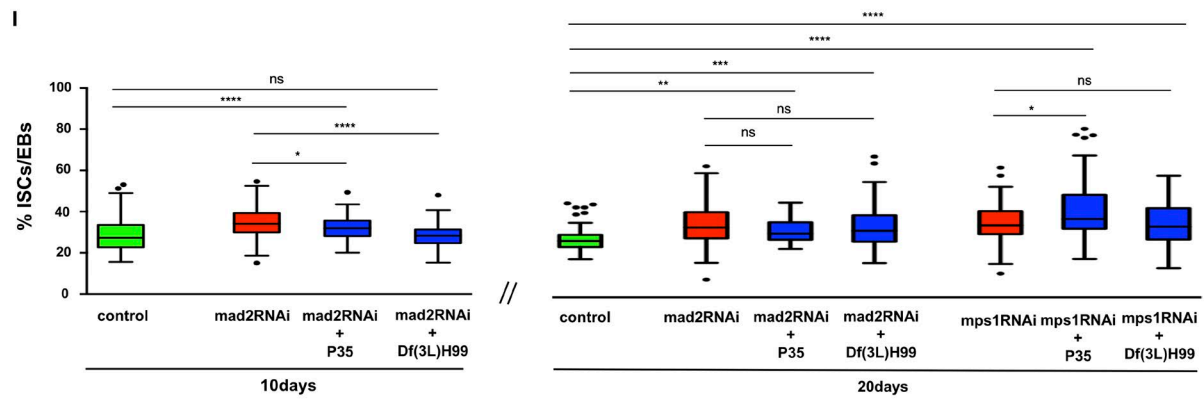 I
% ISCs/EBs
100
80
60
40
20
0
ns
****
****
*
control
mad2RNAi
mad2RNAi
+
P35
mad2RNAi
+
Df(3L)H99
10days
//
****
****
***
**
ns
ns
ns
*
control
mad2RNAi
mad2RNAi
+
P35
mad2RNAi
+
Df(3L)H99
mps1RNAi
mps1RNAi
+
P35
mps1RNAi
+
Df(3L)H99
20days